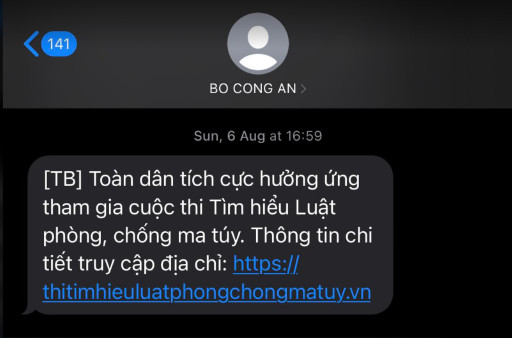 141
BO CONG AN
Sun, 6 Aug at 16:59
[TB] Toàn dân tích cực hưởng ứng
tham gia cuộc thi Tìm hiểu Luật
phòng, chống ma túy. Thông tin chi
tiết truy cập địa chỉ: https://
thitimhieuluatphongchongmatuy.vn